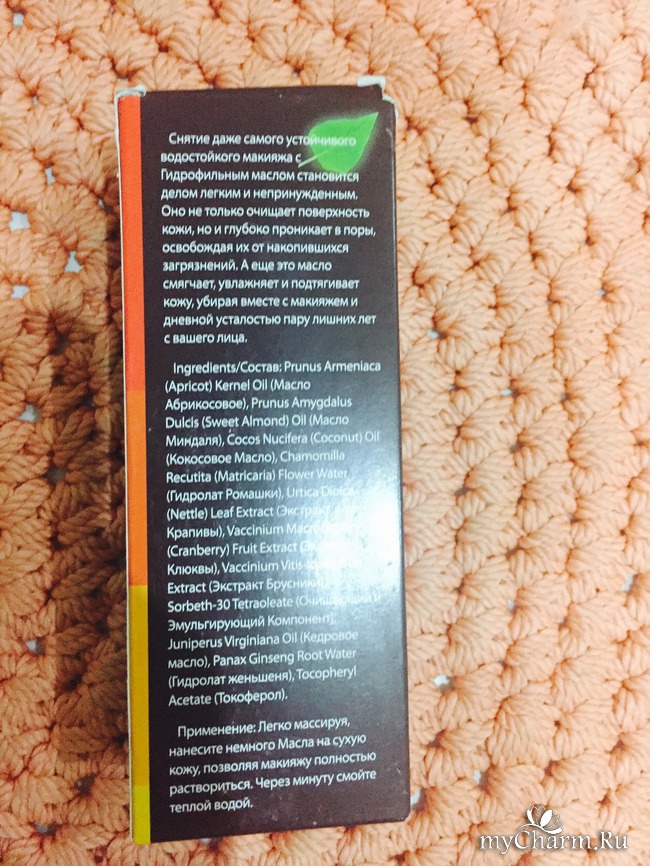 Снятие даже самого устойчивого
водостойкого макияжа с
Гидрофильным маслом становится
делом легким и непринужденным.
Оно не только очищает поверхность
кожи, но и глубоко проникает в поры,
освобождая их от накопившихся
загрязнений. А еще это масло
смягчает, увлажняет и подтягивает
кожу, убирая вместе с макияжем и
дневной усталостью пару лишних лет
с вашего лица.
Ingredients/Состав: Prunus Armeniaca
(Apricot) Kernel Oil (Масло
Абрикосовое), Prunus Amygdalus
Dulcis (Sweet Almond) Oil (Масло
Миндаля), Cocos Nucifera (Coconut) Oil
(Кокосовое Масло), Chamomilla
Recutita (Matricaria) Flower Water
(Гидролат Ромашки), Urtica Dioica
(Nettle) Leaf Extract (Экстракт
Крапивы), Vaccinium
(Cranberry) Fruit Extract (Экстракт
Клюквы), Vaccinium Vitis-Idaea Fruit
Extract (Экстракт Брусники),
Sorbeth-30 Tetraoleate (Очищающий и
Эмульгирующий Компонент),
Juniperus Virginiana Oil (Кедровое
масло), Panax Ginseng Root Water
(Гидролат женьшеня), Tocopheryl
Acetate (Токоферол).
Применение: Легко массируя,
нанесите немного Масла на сухую
кожу, позволяя макияжу полностью
раствориться. Через минуту смойте
теплой водой.
myCharm.Ru